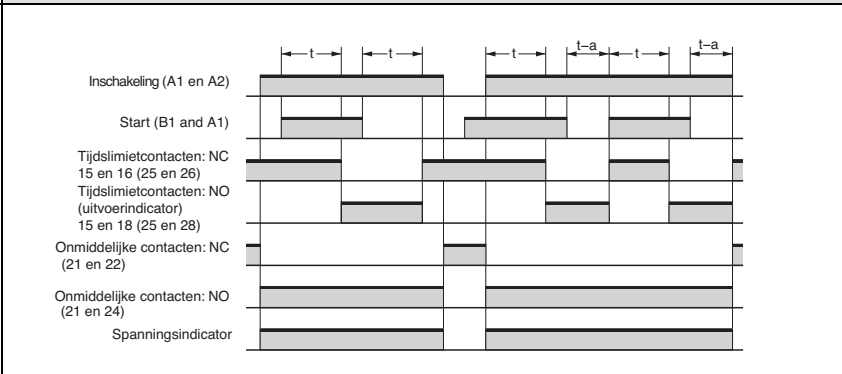 t t t t–a t t–a
Inschakeling (A1 en A2)
Start (B1 and A1)
Tijdslimietcontacten: NC
15 en 16 (25 en 26)
Tijdslimietcontacten: NO
(uitvoerindicator)
15 en 18 (25 en 28)
Onmiddelijke contacten: NC
(21 en 22)
Onmiddelijke contacten: NO
(21 en 24)
Spanningsindicator